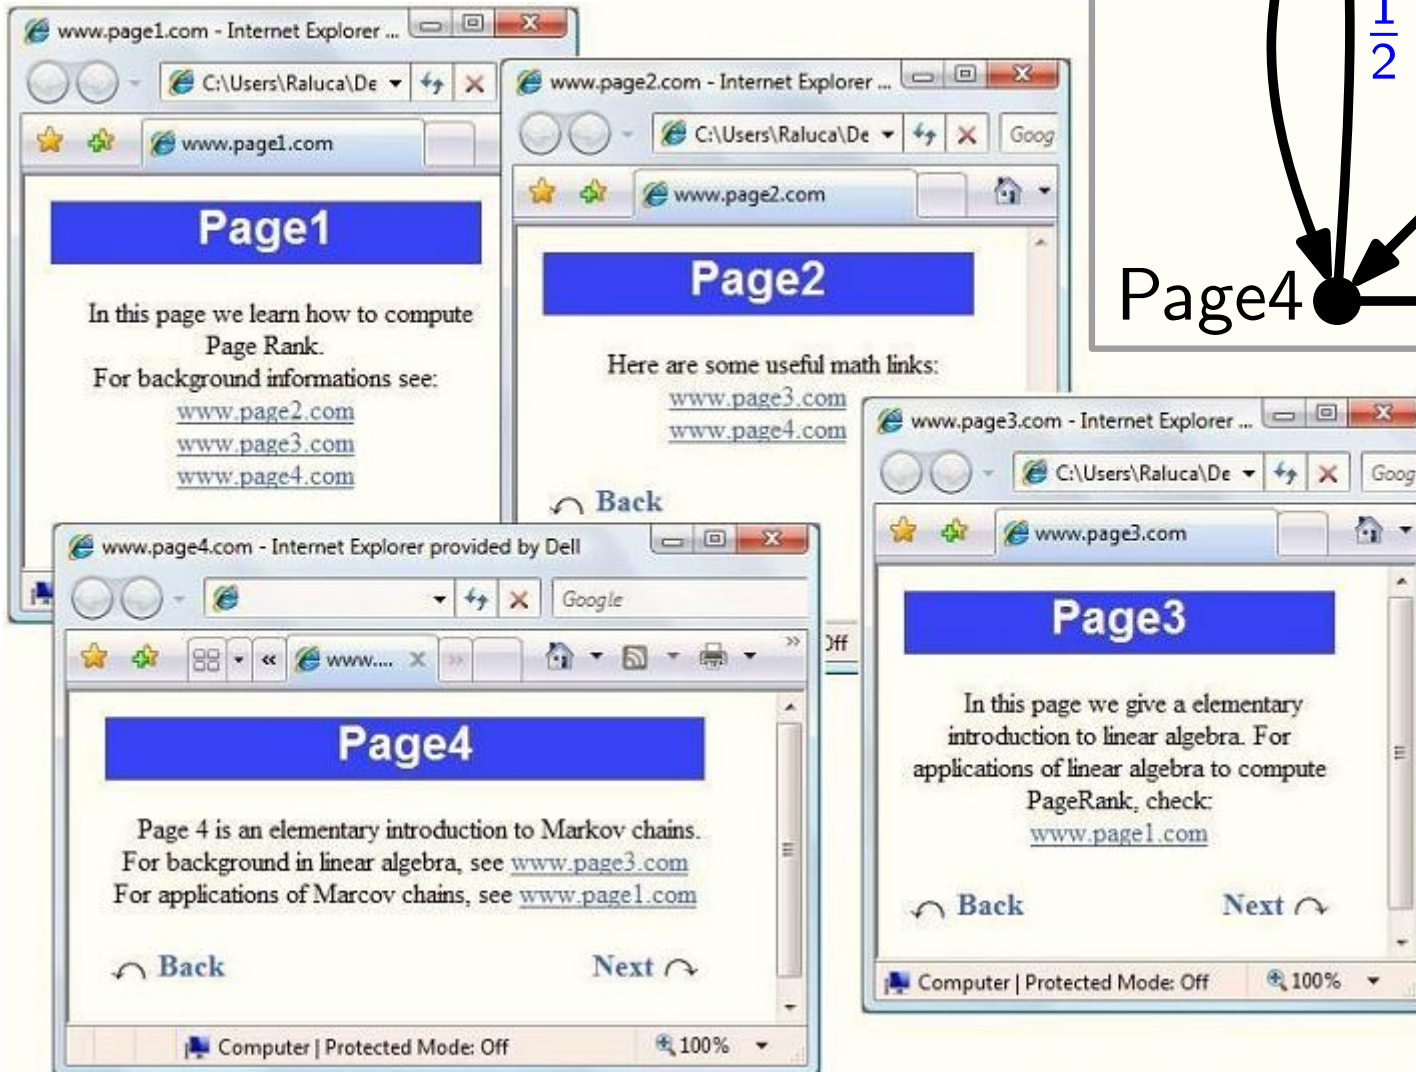 www.page1.com - Internet Explorer ...
C:\Users\Raluca\De
www.page1.com
Page1
In this page we learn how to compute
Page Rank.
For background informations see:
www.page2.com
www.page3.com
www.page4.com
www.page2.com - Internet Explorer ...
C:\Users\Raluca\De
Goog
www.page2.com
Page2
Here are some useful math links:
www.page3.com
www.page4.com
Back
Off
1
2
Page4
www.page4.com - Internet Explorer provided by Dell
Google
www....
Page4
Page 4 is an elementary introduction to Markov chains.
For background in linear algebra, see www.page3.com
For applications of Marcov chains, see www.page1.com
Back Next
Computer | Protected Mode: Off 100%
www.page3.com - Internet Explorer ...
C:\Users\Raluca\De
Goog
www.page3.com
Page3
In this page we give a elementary
introduction to linear algebra. For
applications of linear algebra to compute
PageRank, check:
www.page1.com
Back Next
Computer | Protected Mode: Off 100%